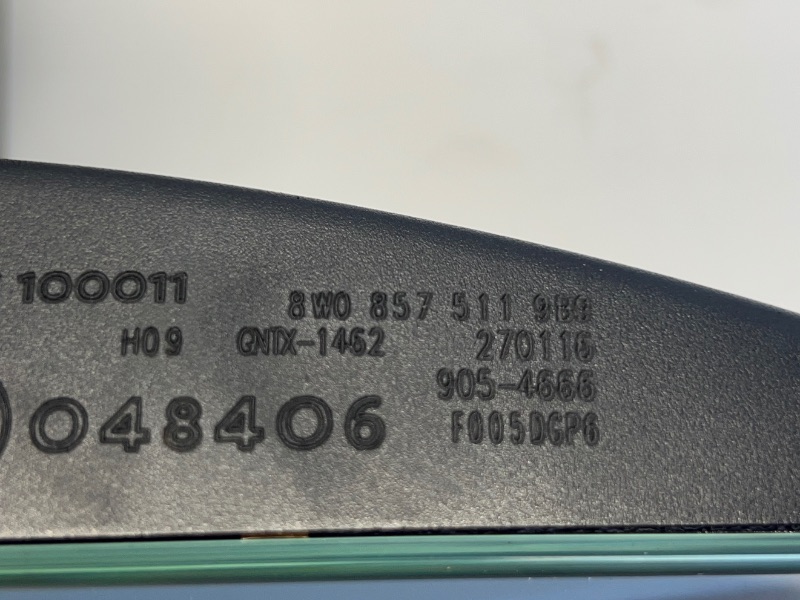 100011
8W0 857 511 9B9
H09 GNTX-1462 270116
905-4666
048406 F005DGP6